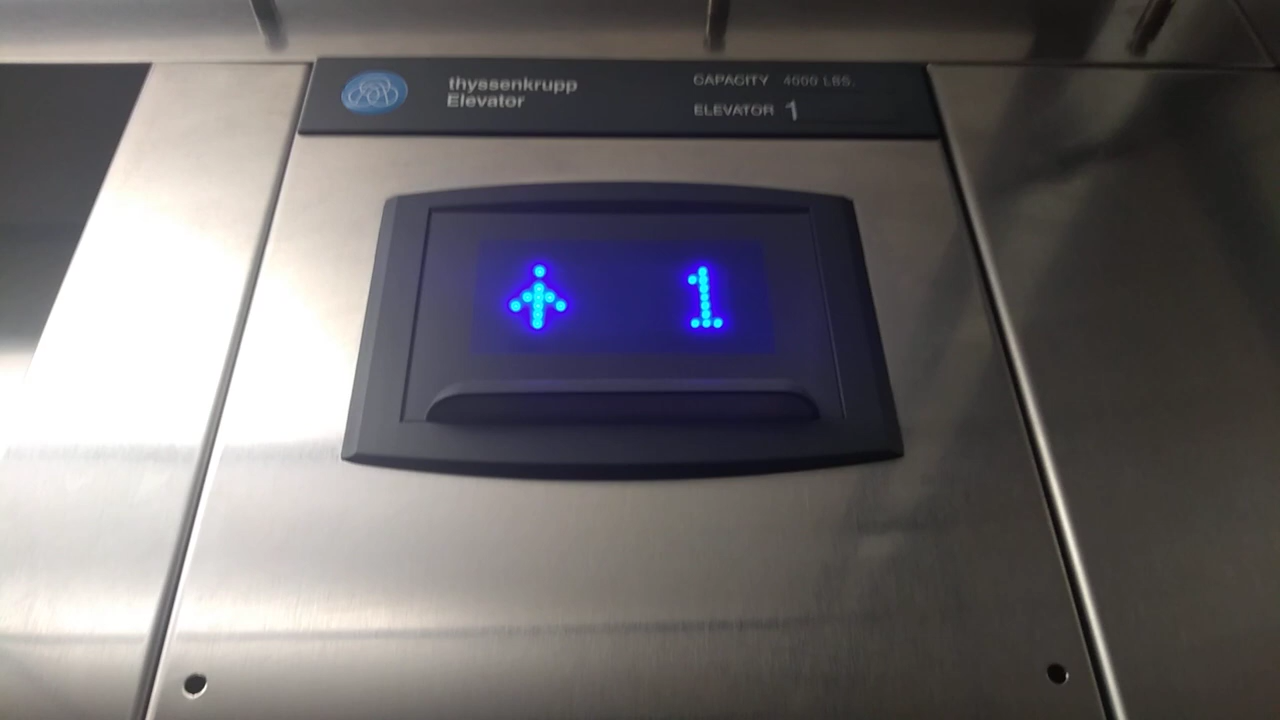 thyssenkrupp
Elevator
CAPACITY 4000 LBS.
ELEVATOR 1
1